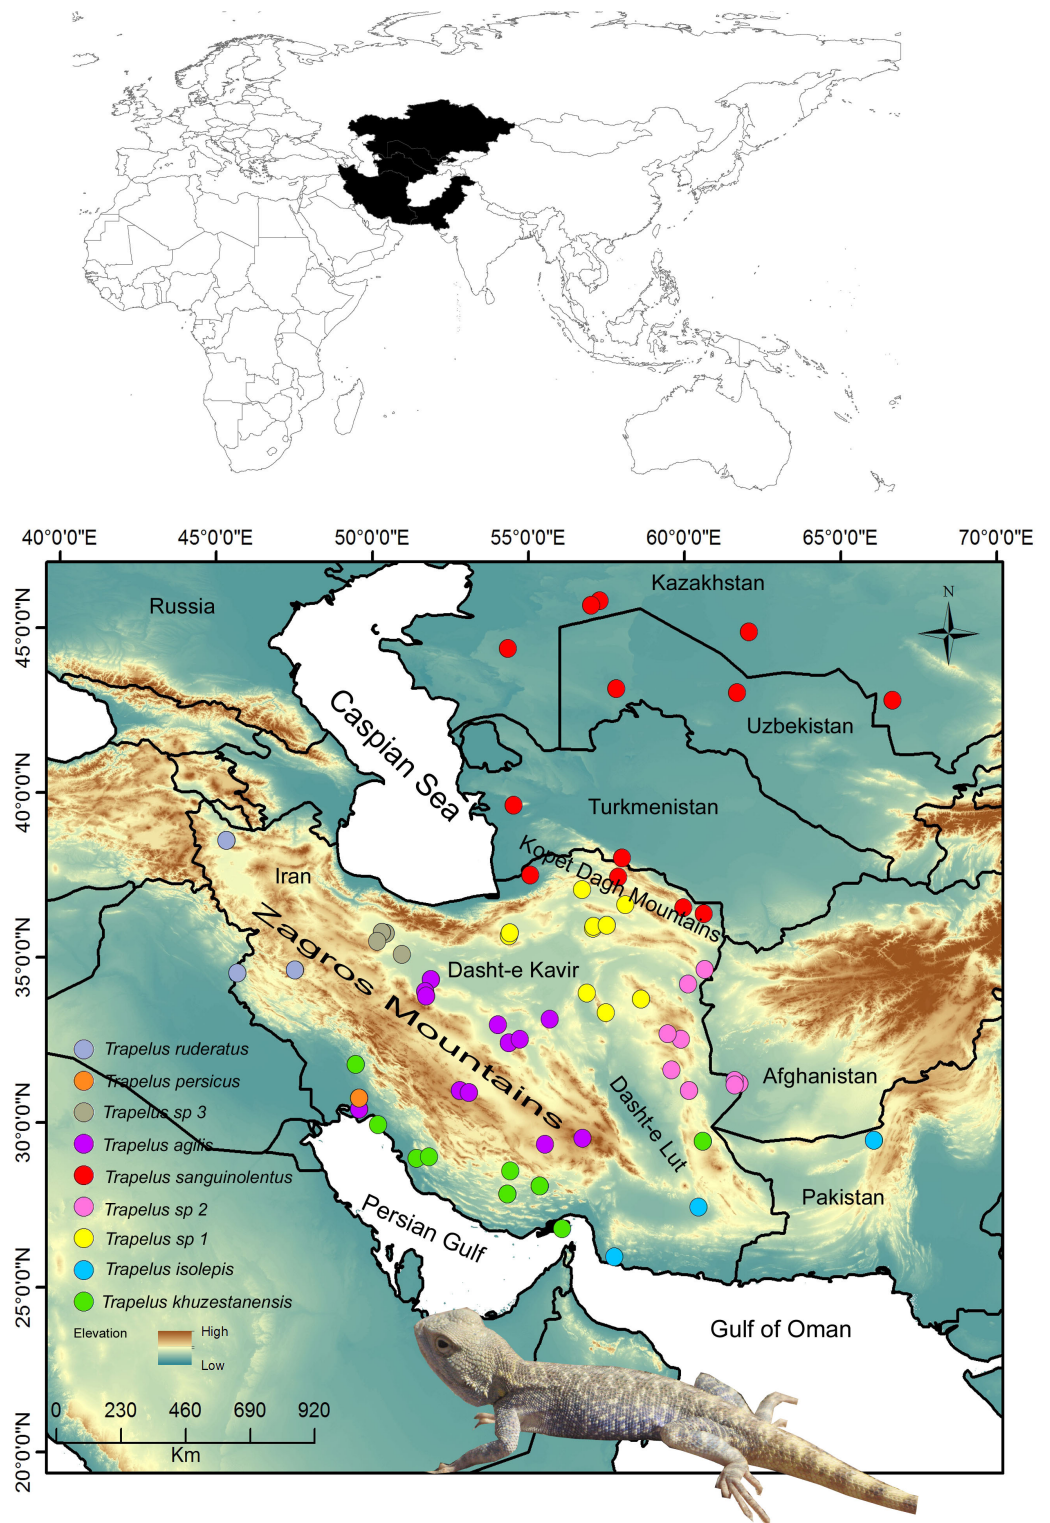 40°0'0"E 45°0'0"E 50°0'0"E 55°0'0"E 60°0'0"E 65°0'0"E 70°0'0"E
45°0'0"N
40°0'0"N
35°0'0"N
30°0'0"N
25°0'0"N
20°0'0"N
Kazakhstan
N
Russia
Caspian Sea
Uzbekistan
Turkmenistan
Kopet Dagh Mountains
Iran
Zagros Mountains
Dasht-e Kavir
Dasht-e Lut
Afghanistan
Pakistan
Persian Gulf
Gulf of Oman
Trapelus ruderatus
Trapelus persicus
Trapelus sp 3
Trapelus agilis
Trapelus sanguinolentus
Trapelus sp 2
Trapelus sp 1
Trapelus isolepis
Trapelus khuzestanensis
Elevation
High
Low
0 230 460 690 920
Km